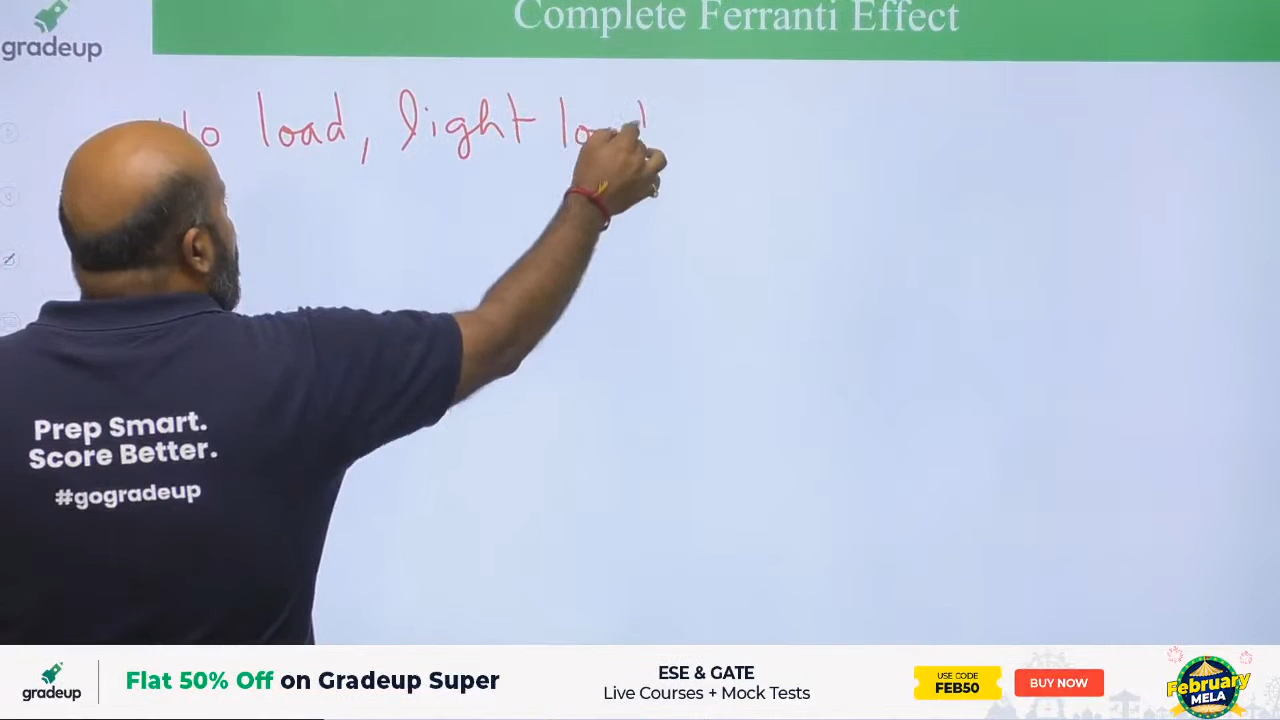 gradeup
Complete Ferranti Effect
load, light
Prep Smart.
Score Better.
#gogradeup
gradeup
Flat 50% Off on Gradeup Super
ESE & GATE
Live Courses + Mock Tests
USE CODE
FEB50
BUY NOW
February
MELA